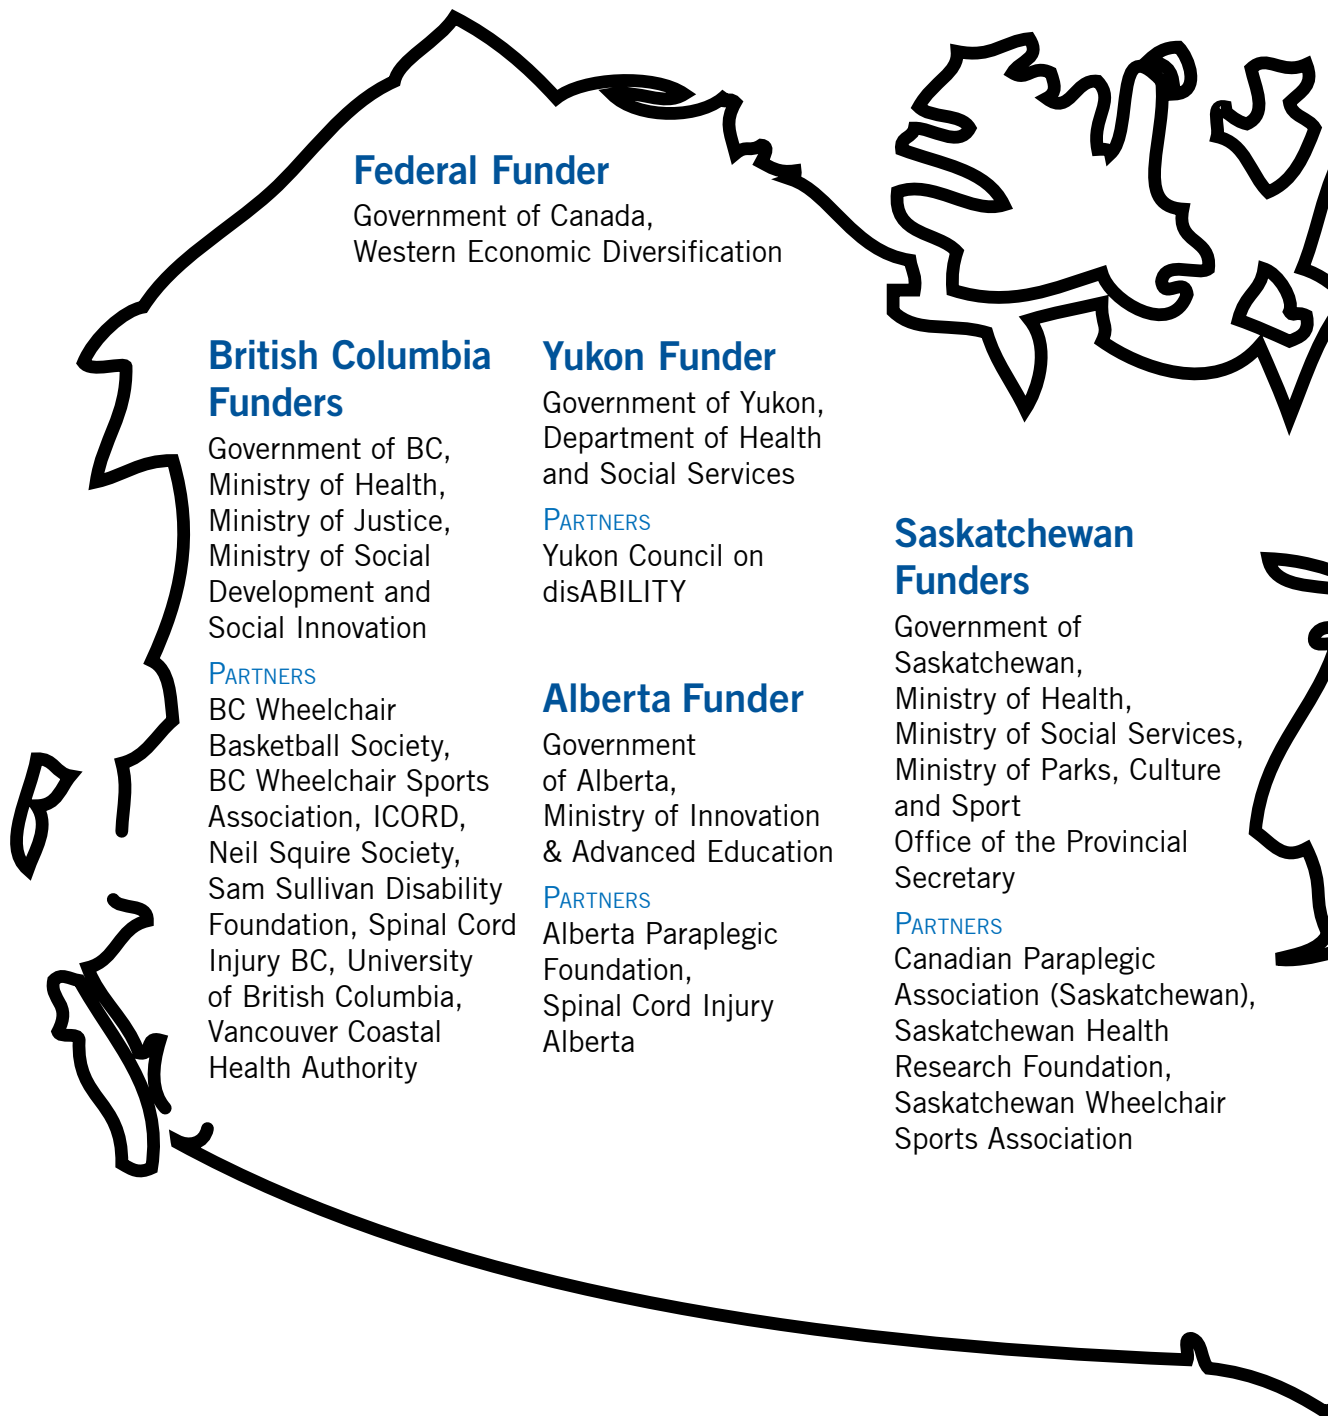 Federal Funder
Government of Canada,
Western Economic Diversification
British Columbia
Funders
Government of BC,
Ministry of Health,
Ministry of Justice,
Ministry of Social
Development and
Social Innovation
Partners
BC Wheelchair
Basketball Society,
BC Wheelchair Sports
Association, ICORD,
Neil Squire Society,
Sam Sullivan Disability
Foundation, Spinal Cord
Injury BC, University
of British Columbia,
Vancouver Coastal
Health Authority
Yukon Funder
Government of Yukon,
Department of Health
and Social Services
Partners
Yukon Council on
disABILITY
Alberta Funder
Government
of Alberta,
Ministry of Innovation
& Advanced Education
Partners
Alberta Paraplegic
Foundation,
Spinal Cord Injury
Alberta
Saskatchewan
Funders
Government of
Saskatchewan,
Ministry of Health,
Ministry of Social Services,
Ministry of Parks, Culture
and Sport
Office of the Provincial
Secretary
Partners
Canadian Paraplegic
Association (Saskatchewan),
Saskatchewan Health
Research Foundation,
Saskatchewan Wheelchair
Sports Association